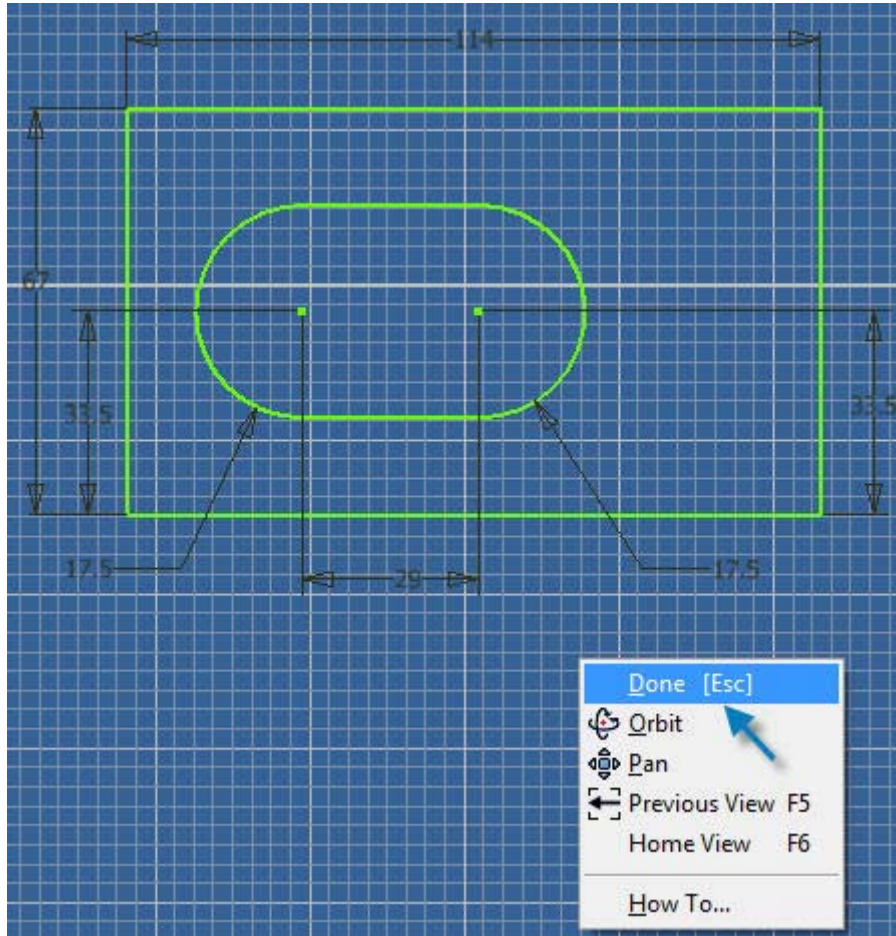 114
67
33,5
33,5
17,5
29
17,5
Done [Esc]
Orbit
Pan
Previous View F5
Home View F6
How To...